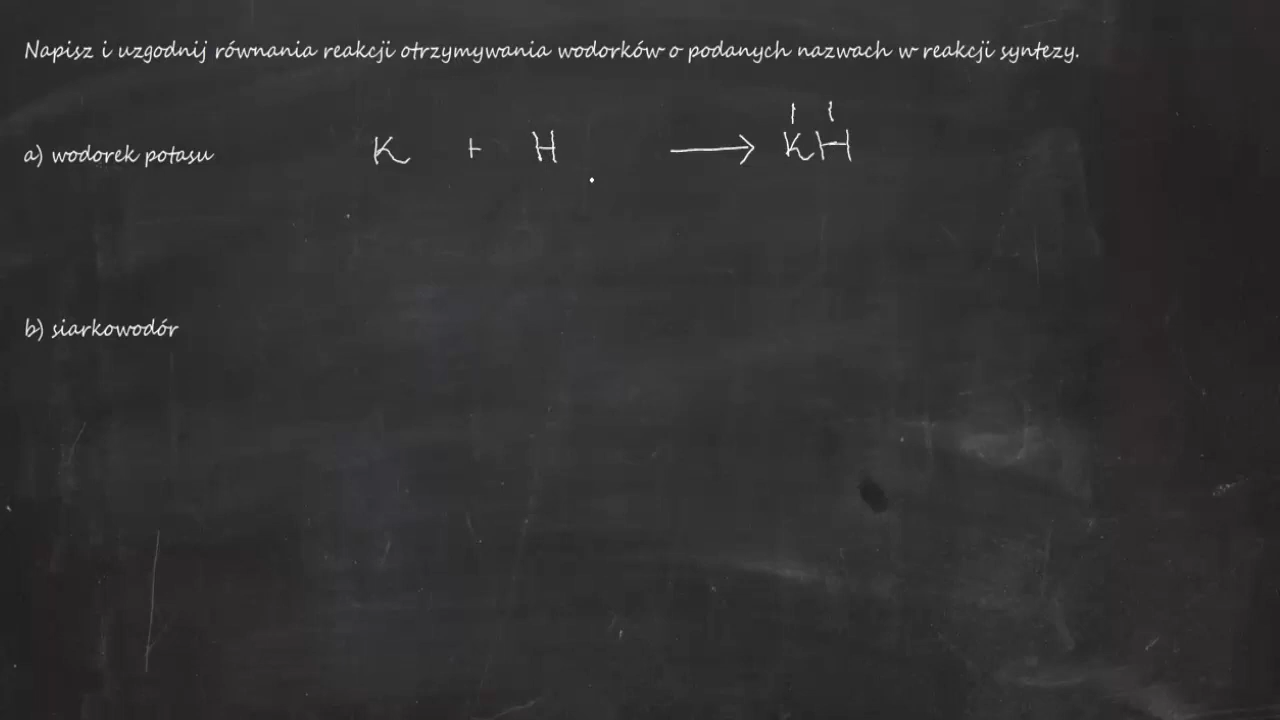 Napisz i uzgodnij równania reakcji otrzymywania wodorków o podanych nazwach w reakcji syntezy.
I I
a) wodorek potasu K + H → KH
b) siarkowodór